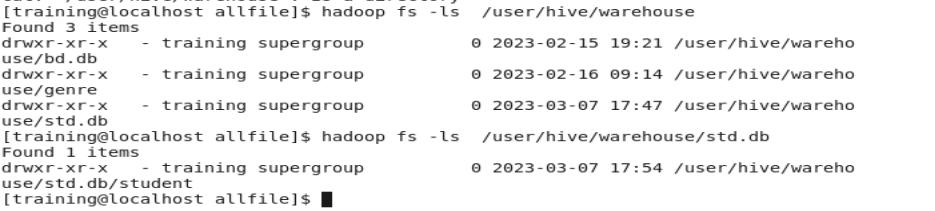 [training@localhost allfile]$ hadoop fs -ls  /user/hive/warehouse
Found 3 items
drwxr-xr-x   - training supergroup          0 2023-02-15 19:21 /user/hive/wareho
use/bd.db
drwxr-xr-x   - training supergroup          0 2023-02-16 09:14 /user/hive/wareho
use/genre
drwxr-xr-x   - training supergroup          0 2023-03-07 17:47 /user/hive/wareho
use/std.db
[training@localhost allfile]$ hadoop fs -ls  /user/hive/warehouse/std.db
Found 1 items
drwxr-xr-x   - training supergroup          0 2023-03-07 17:54 /user/hive/wareho
use/std.db/student
[training@localhost allfile]$